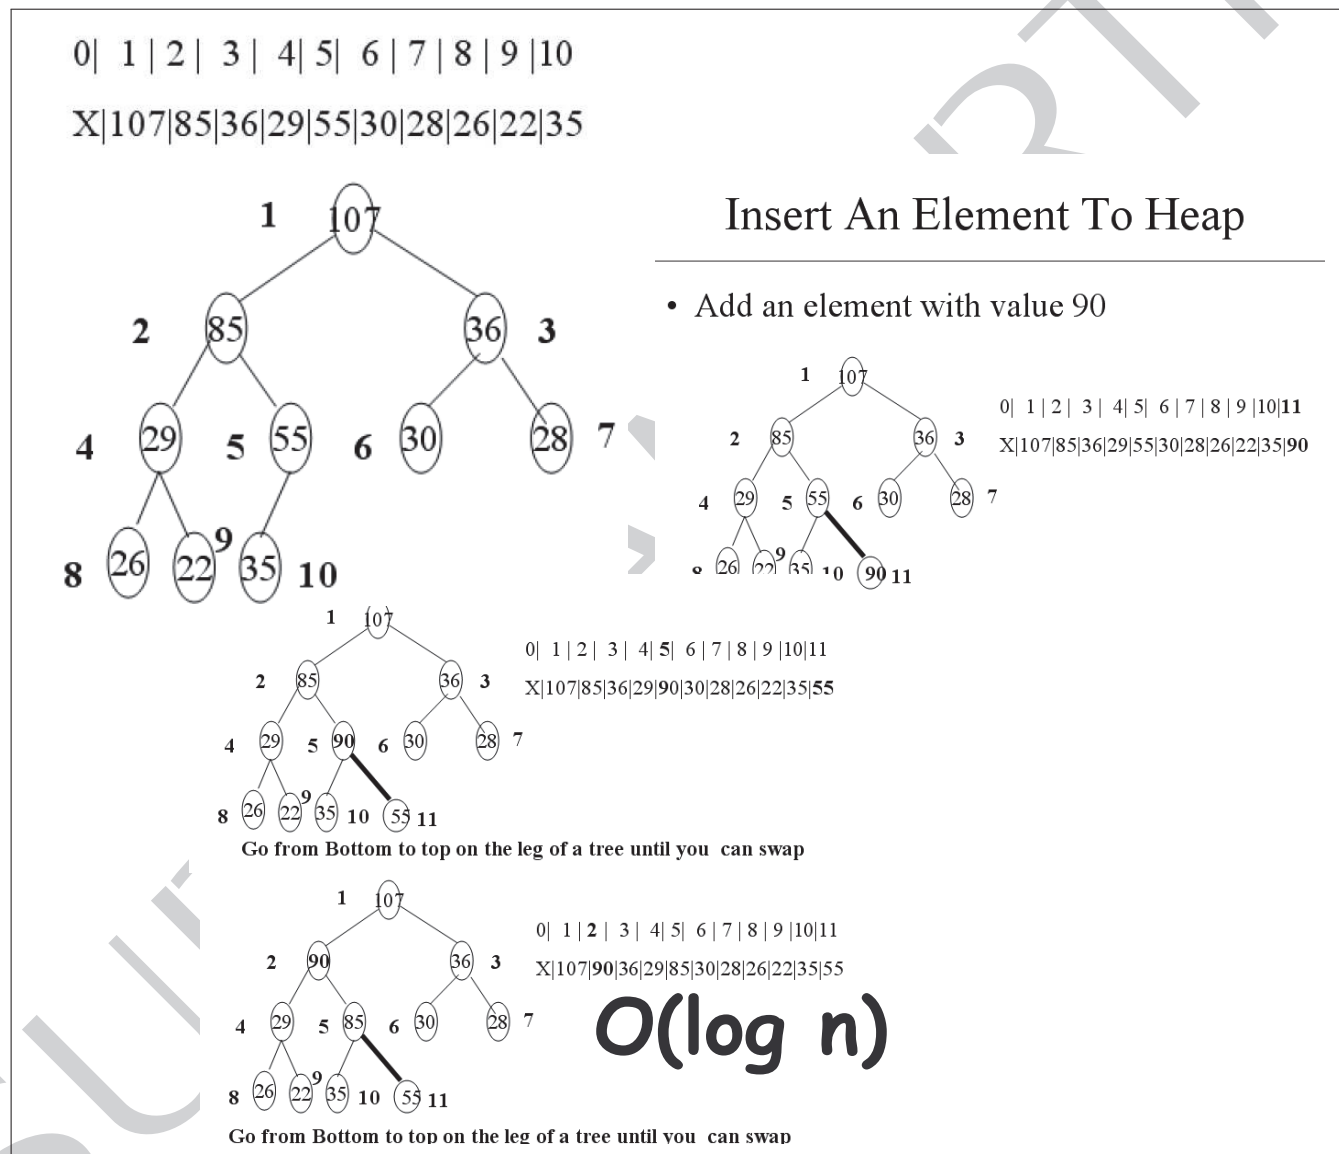 0| 1 | 2 | 3 | 4| 5| 6 | 7 | 8 | 9 |10
X|107|85|36|29|55|30|28|26|22|35
1 107
2 85 36 3
4 29 5 55 6 30 28 7
8 26 22 9 35 10
Insert An Element To Heap
• Add an element with value 90
1 107
0| 1 | 2 | 3 | 4| 5| 6 | 7 | 8 | 9 |10|11
2 85 36 3
X|107|85|36|29|55|30|28|26|22|35|90
4 29 5 55 6 30 28 7
8 26 22 9 35 10 90 11
1 107
0| 1 | 2 | 3 | 4| 5| 6 | 7 | 8 | 9 |10|11
2 85 36 3
X|107|85|36|29|90|30|28|26|22|35|55
4 29 5 90 6 30 28 7
8 26 22 9 35 10 55 11
Go from Bottom to top on the leg of a tree until you can swap
1 107
0| 1 | 2 | 3 | 4| 5| 6 | 7 | 8 | 9 |10|11
2 90 36 3
X|107|90|36|29|85|30|28|26|22|35|55
4 29 5 85 6 30 28 7
O(log n)
8 26 22 9 35 10 55 11
Go from Bottom to top on the leg of a tree until you can swap